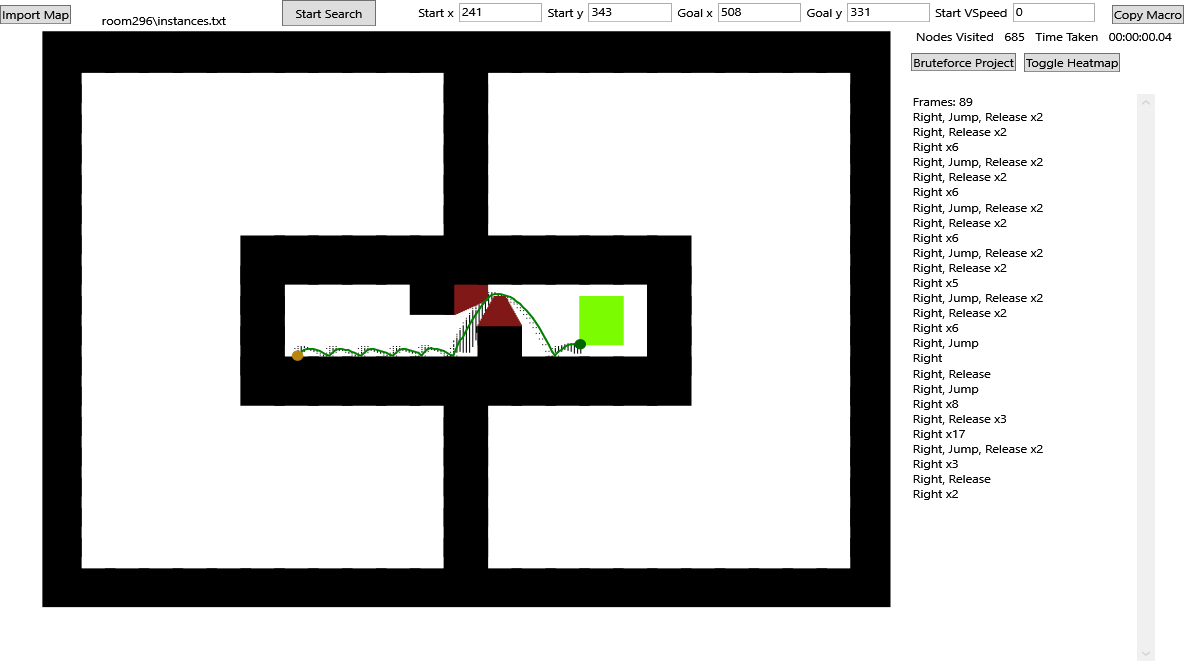 Import Map
room296\instances.txt
Start Search
Start x 241 Start y 343 Goal x 508 Goal y 331 Start VSpeed 0
Copy Macro
Nodes Visited 685 Time Taken 00:00:00.04
Bruteforce Project Toggle Heatmap
Frames: 89
Right, Jump, Release x2
Right, Release x2
Right x6
Right, Jump, Release x2
Right, Release x2
Right x6
Right, Jump, Release x2
Right, Release x2
Right x6
Right, Jump, Release x2
Right, Release x2
Right x5
Right, Jump, Release x2
Right, Release x2
Right x6
Right, Jump
Right
Right, Release
Right, Jump
Right x8
Right, Release x3
Right x17
Right, Jump, Release x2
Right x3
Right, Release
Right x2